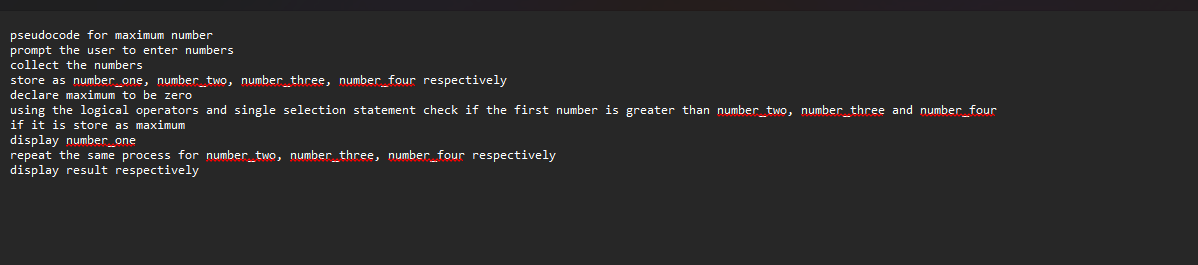 pseudocode for maximum number
prompt the user to enter numbers
collect the numbers
store as number_one, number_two, number_three, number_four respectively
declare maximum to be zero
using the logical operators and single selection statement check if the first number is greater than number_two, number_three and number_four
if it is store as maximum
display number_one
repeat the same process for number_two, number_three, number_four respectively
display result respectively